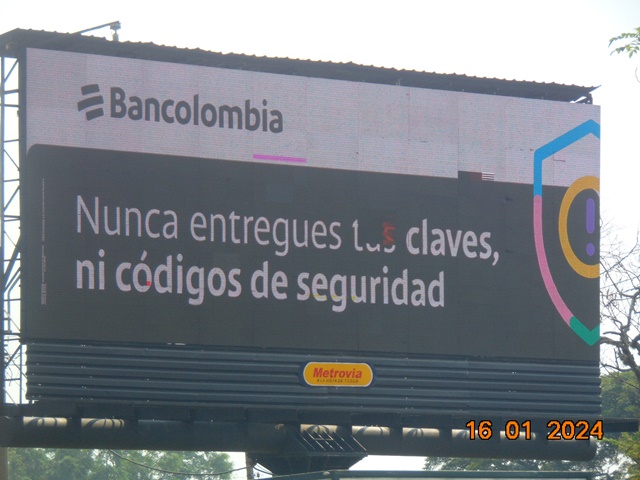 Bancolombia
Nunca entregues tus claves,
ni códigos de seguridad
Metrovia
16 01 2024